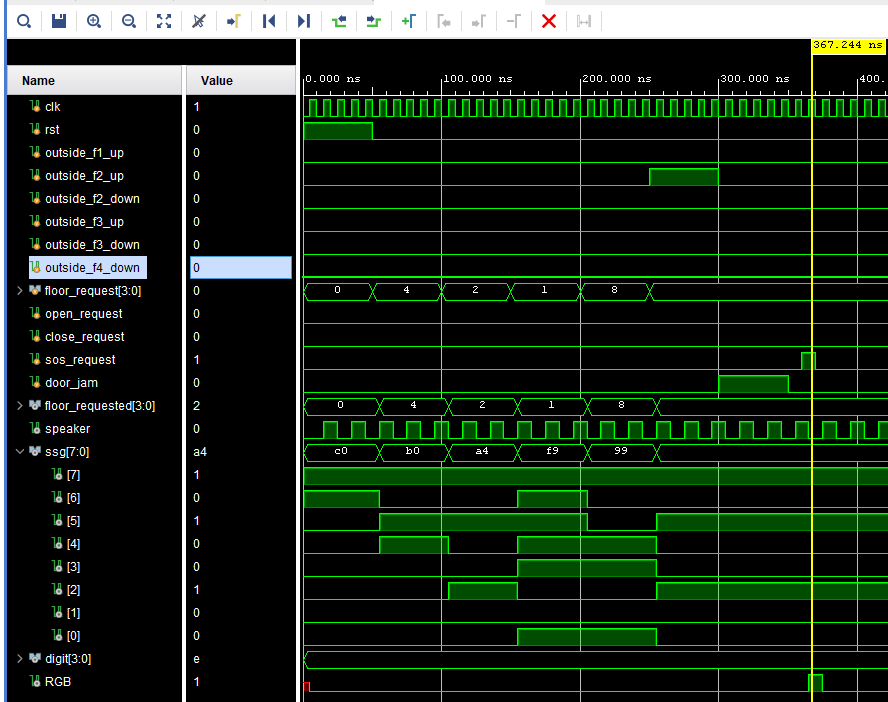 367.244 ns
Name Value 0.000 ns 100.000 ns 200.000 ns 300.000 ns 400.
clk 1
rst 0
outside_f1_up 0
outside_f2_up 0
outside_f2_down 0
outside_f3_up 0
outside_f3_down 0
outside_f4_down 0
floor_request[3:0] 0 0 4 2 1 8
open_request 0
close_request 0
sos_request 1
door_jam 0
floor_requested[3:0] 2 0 4 2 1 8
speaker 0
ssg[7:0] a4 c0 b0 a4 f9 99
[7] 1
[6] 0
[5] 1
[4] 0
[3] 0
[2] 1
[1] 0
[0] 0
digit[3:0] e
RGB 1